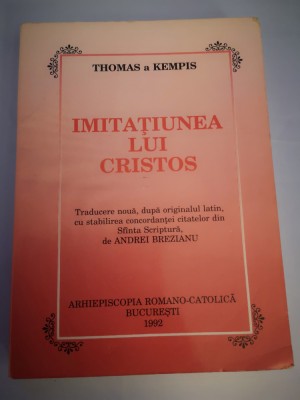 THOMAS a KEMPIS
IMITAȚIUNEA
LUI
CRISTOS
Traducere nouă, după originalul latin,
cu stabilirea concordanței citatelor din
Sfînta Scriptură,
de ANDREI BREZIANU
ARHIEPISCOPIA ROMANO-CATOLICĂ
BUCUREȘTI
1992